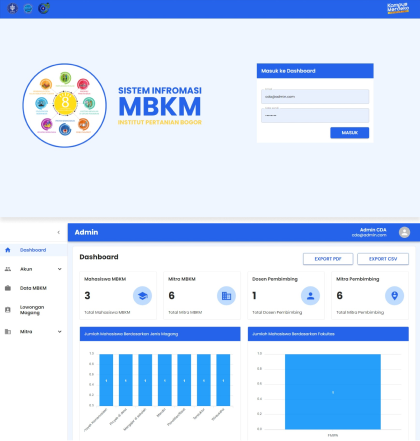 Kampus
Merdeka
Masuk ke Dashboard
SISTEM INFROMASI
MBKM
INSTITUT PERTANIAN BOGOR
8
cda@admin.com
MASUK
Admin
Admin CDA
cda@admin.com
Dashboard
Akun
Data MBKM
Lowongan
Magang
Mitra
Dashboard
EXPORT PDF
EXPORT CSV
Mahasiswa MBKM
3
Total Mahasiswa MBKM
Mitra MBKM
6
Total Mitra MBKM
Dosen Pembimbing
1
Total Dosen Pembimbing
Mitra Pembimbing
6
Total Mitra Pembimbing
Jumlah Mahasiswa Berdasarkan Jenis Magang
1.0
0.8
0.6
0.4
0.2
0.0
Jumlah Mahasiswa Berdasarkan Fakultas
1.0
0.8
0.6
0.4
0.2
0.0